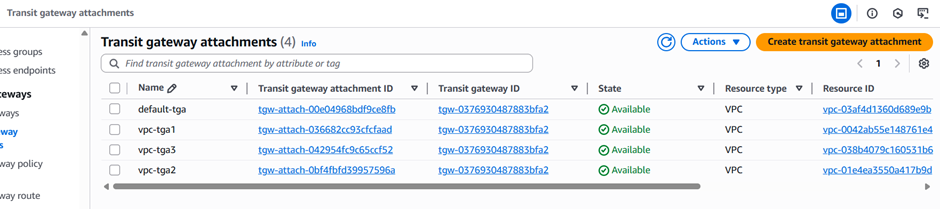 Transit gateway attachments
ess groups
ess endpoints
teways
ways
way
s
way policy
way route
Transit gateway attachments (4) Info
Actions
Create transit gateway attachment
Find transit gateway attachment by attribute or tag
1
Name Transit gateway attachment ID Transit gateway ID State Resource type Resource ID
default-tga tgw-attach-00e04968bdf9ce8fb tgw-0376930487883bfa2 Available VPC vpc-03af4d1360d689e9b
vpc-tga1 tgw-attach-036682cc93cfcfaad tgw-0376930487883bfa2 Available VPC vpc-0042ab55e148761e4
vpc-tga3 tgw-attach-042954fc9c65ccf52 tgw-0376930487883bfa2 Available VPC vpc-038b4079c160531b6
vpc-tga2 tgw-attach-0bf4fbfd39957596a tgw-0376930487883bfa2 Available VPC vpc-01e4ea3550a417b9d